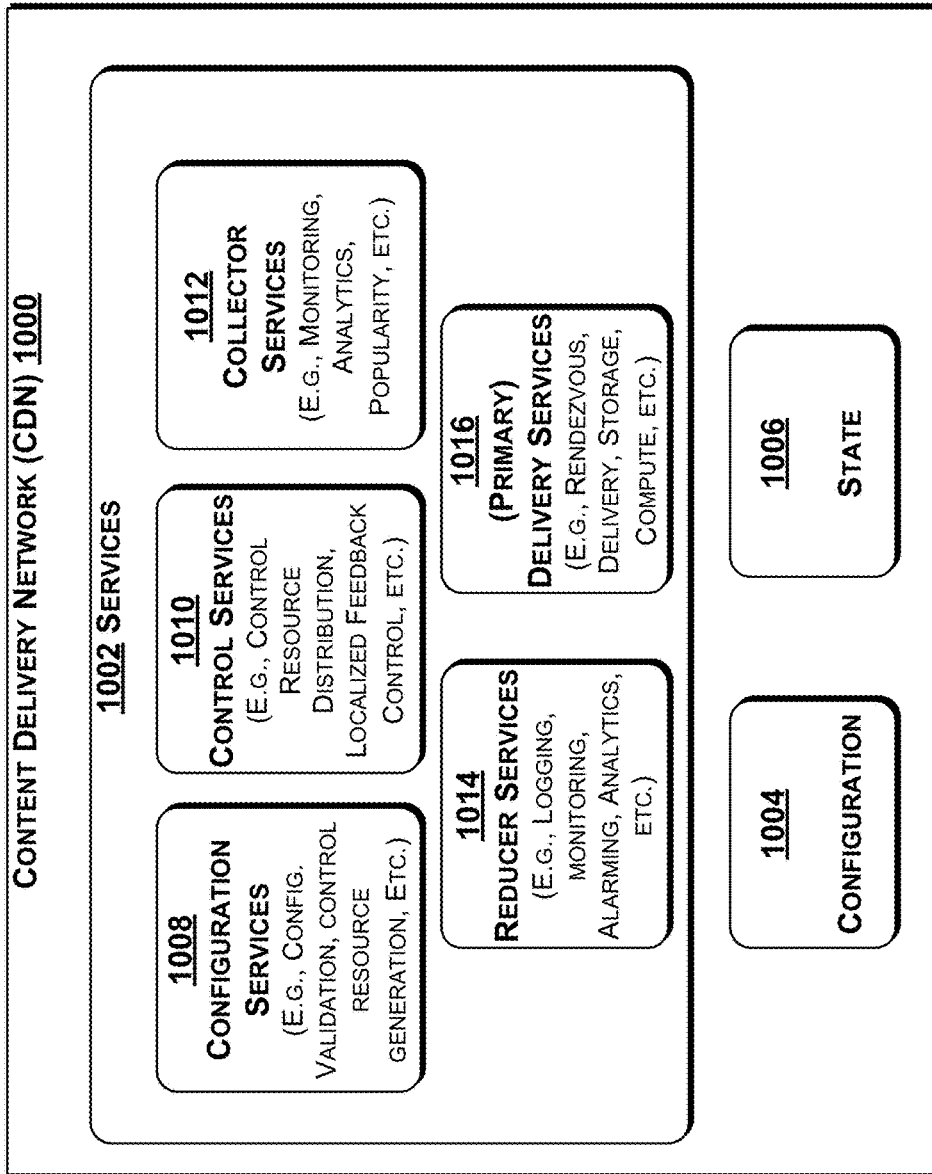 CONTENT DELIVERY NETWORK (CDN) 1000
1002 SERVICES
1008
CONFIGURATION
SERVICES
(E.G., CONFIG.
VALIDATION, CONTROL
RESOURCE
GENERATION, ETC.)
1010
CONTROL SERVICES
(E.G., CONTROL
RESOURCE
DISTRIBUTION,
LOCALIZED FEEDBACK
CONTROL, ETC.)
1012
COLLECTOR
SERVICES
(E.G., MONITORING,
ANALYTICS,
POPULARITY, ETC.)
1014
REDUCER SERVICES
(E.G., LOGGING,
MONITORING,
ALARMING, ANALYTICS,
ETC.)
1016
(PRIMARY)
DELIVERY SERVICES
(E.G., RENDEZVOUS,
DELIVERY, STORAGE,
COMPUTE, ETC.)
1004
CONFIGURATION
1006
STATE